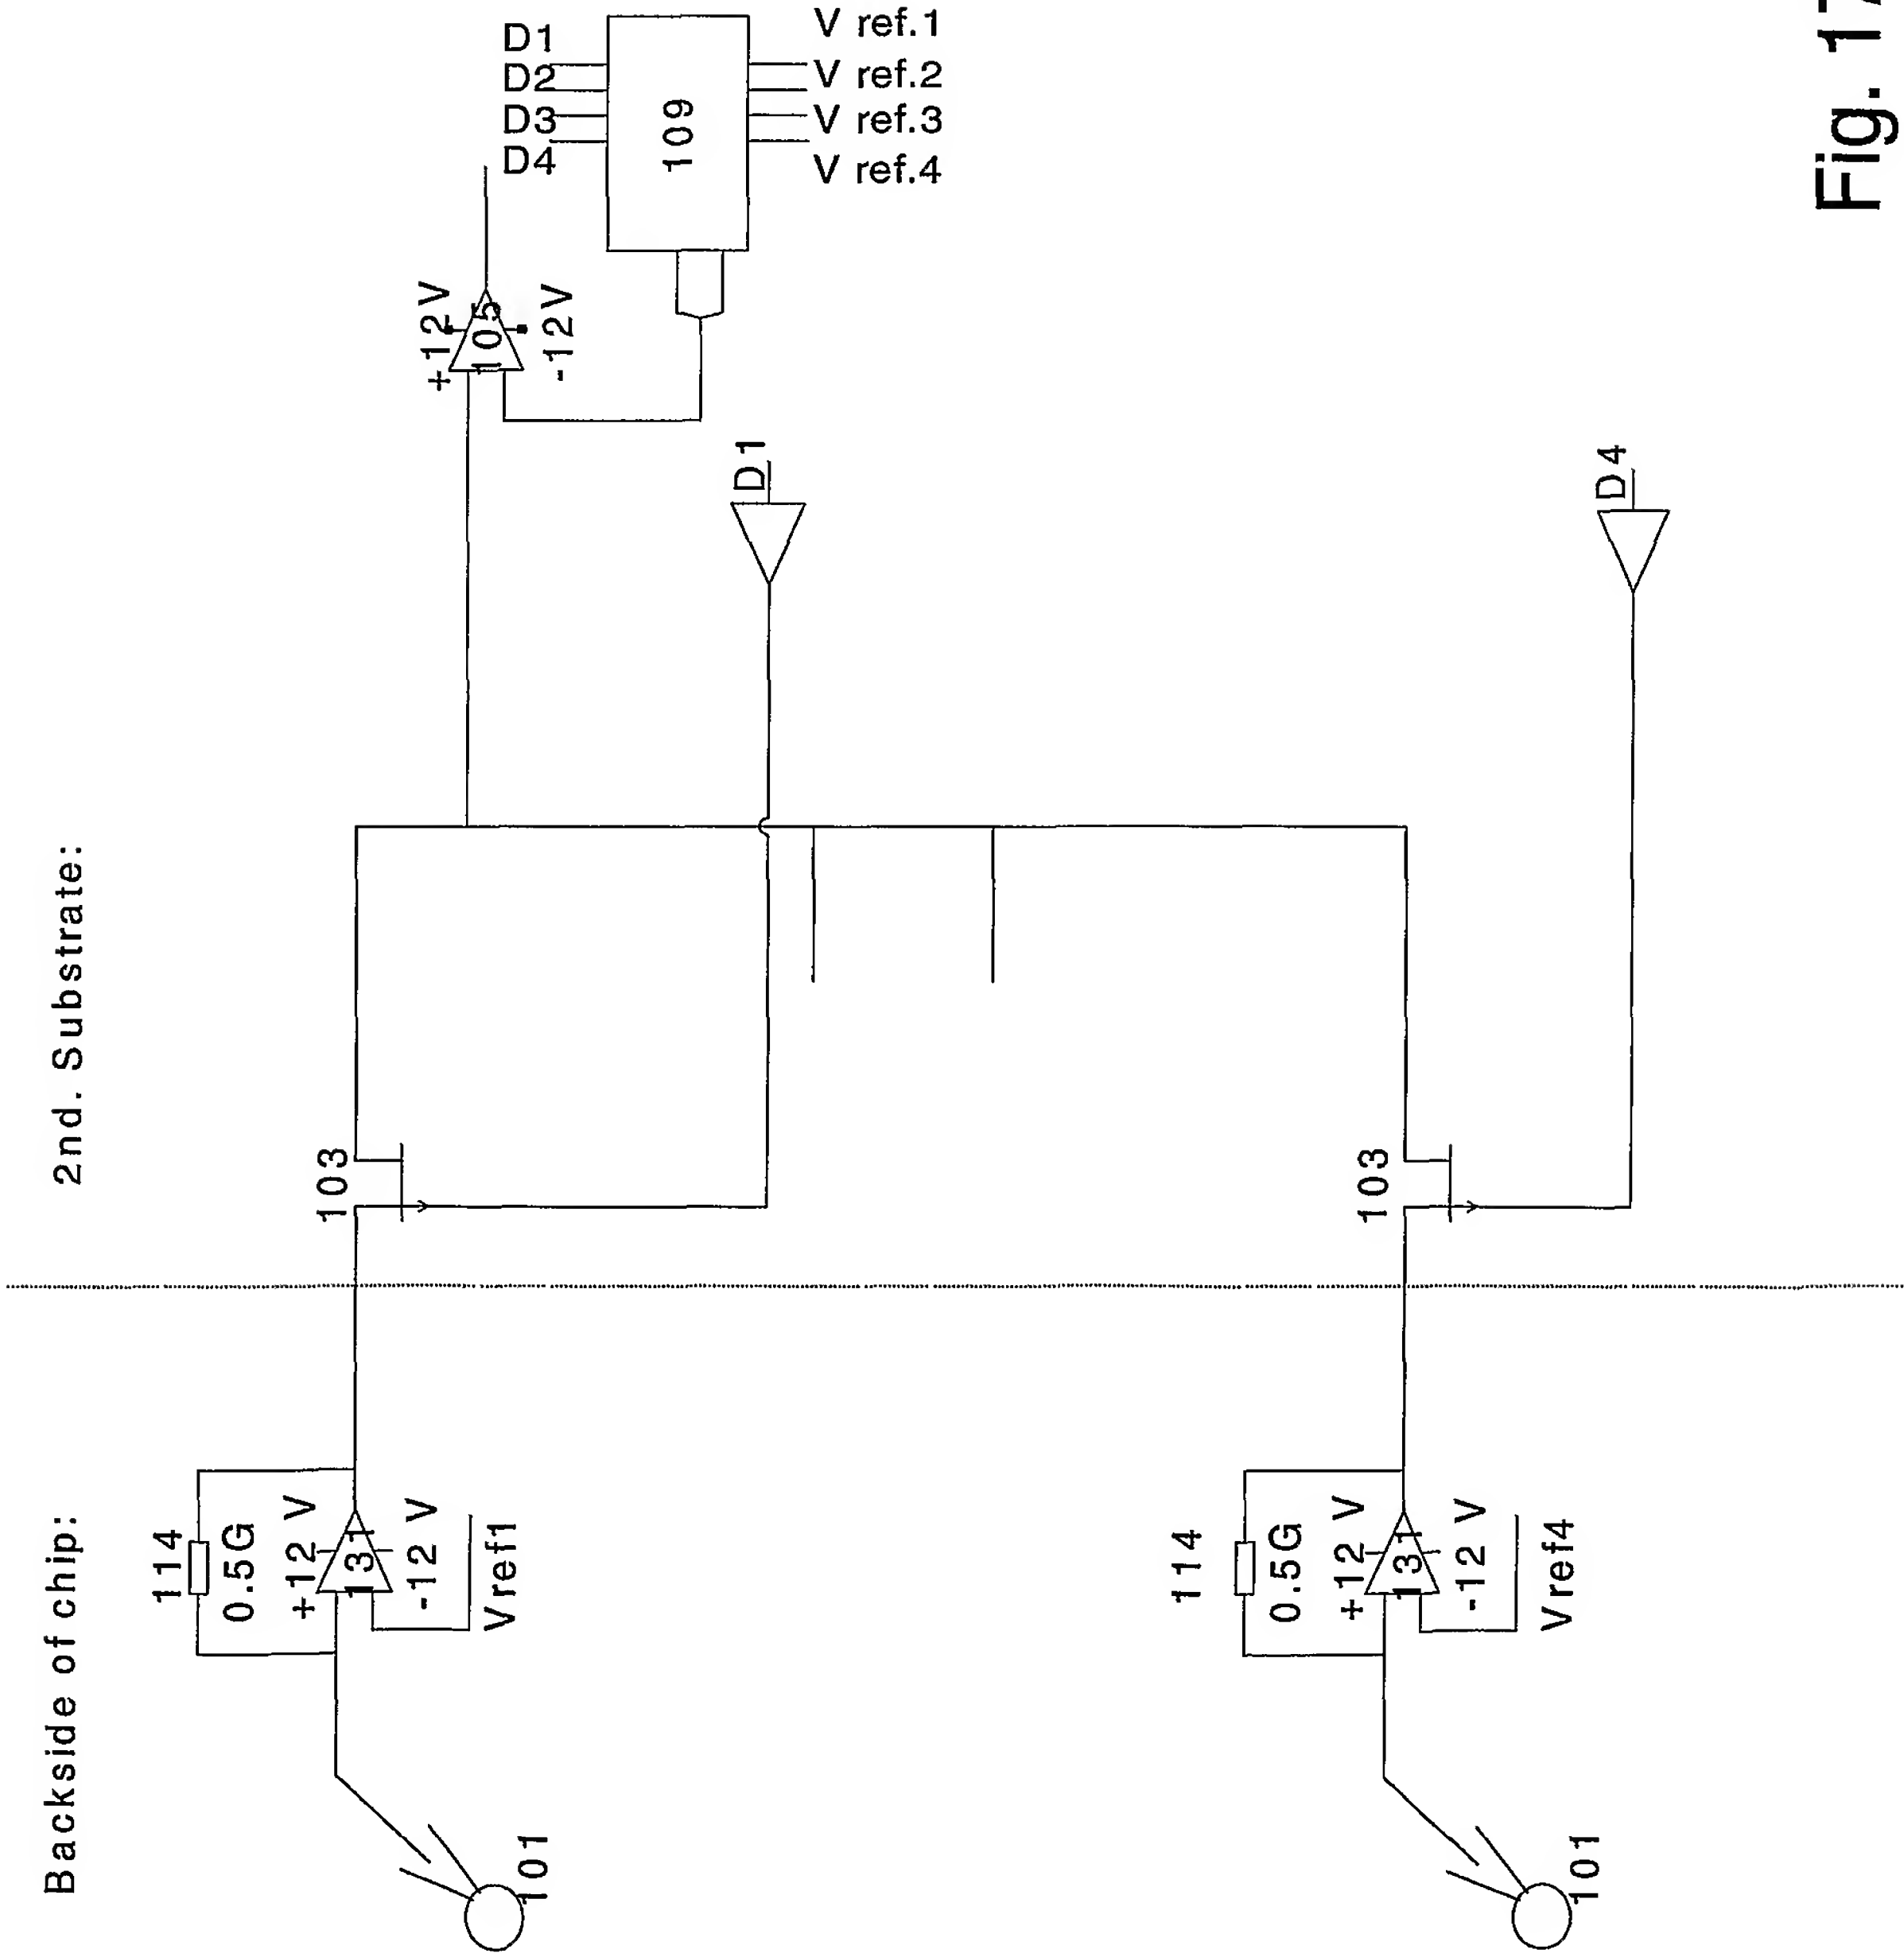 Backside of chip:
2nd. Substrate:
114
0.5G
+12 V
131
-12 V
Vref1
101
103
+12V
105
-12V
D1
D2
D3
D4
109
V ref.1
V ref.2
V ref.3
V ref.4
D1
114
0.5G
+12 V
131
-12 V
Vref4
101
103
D4
Fig.